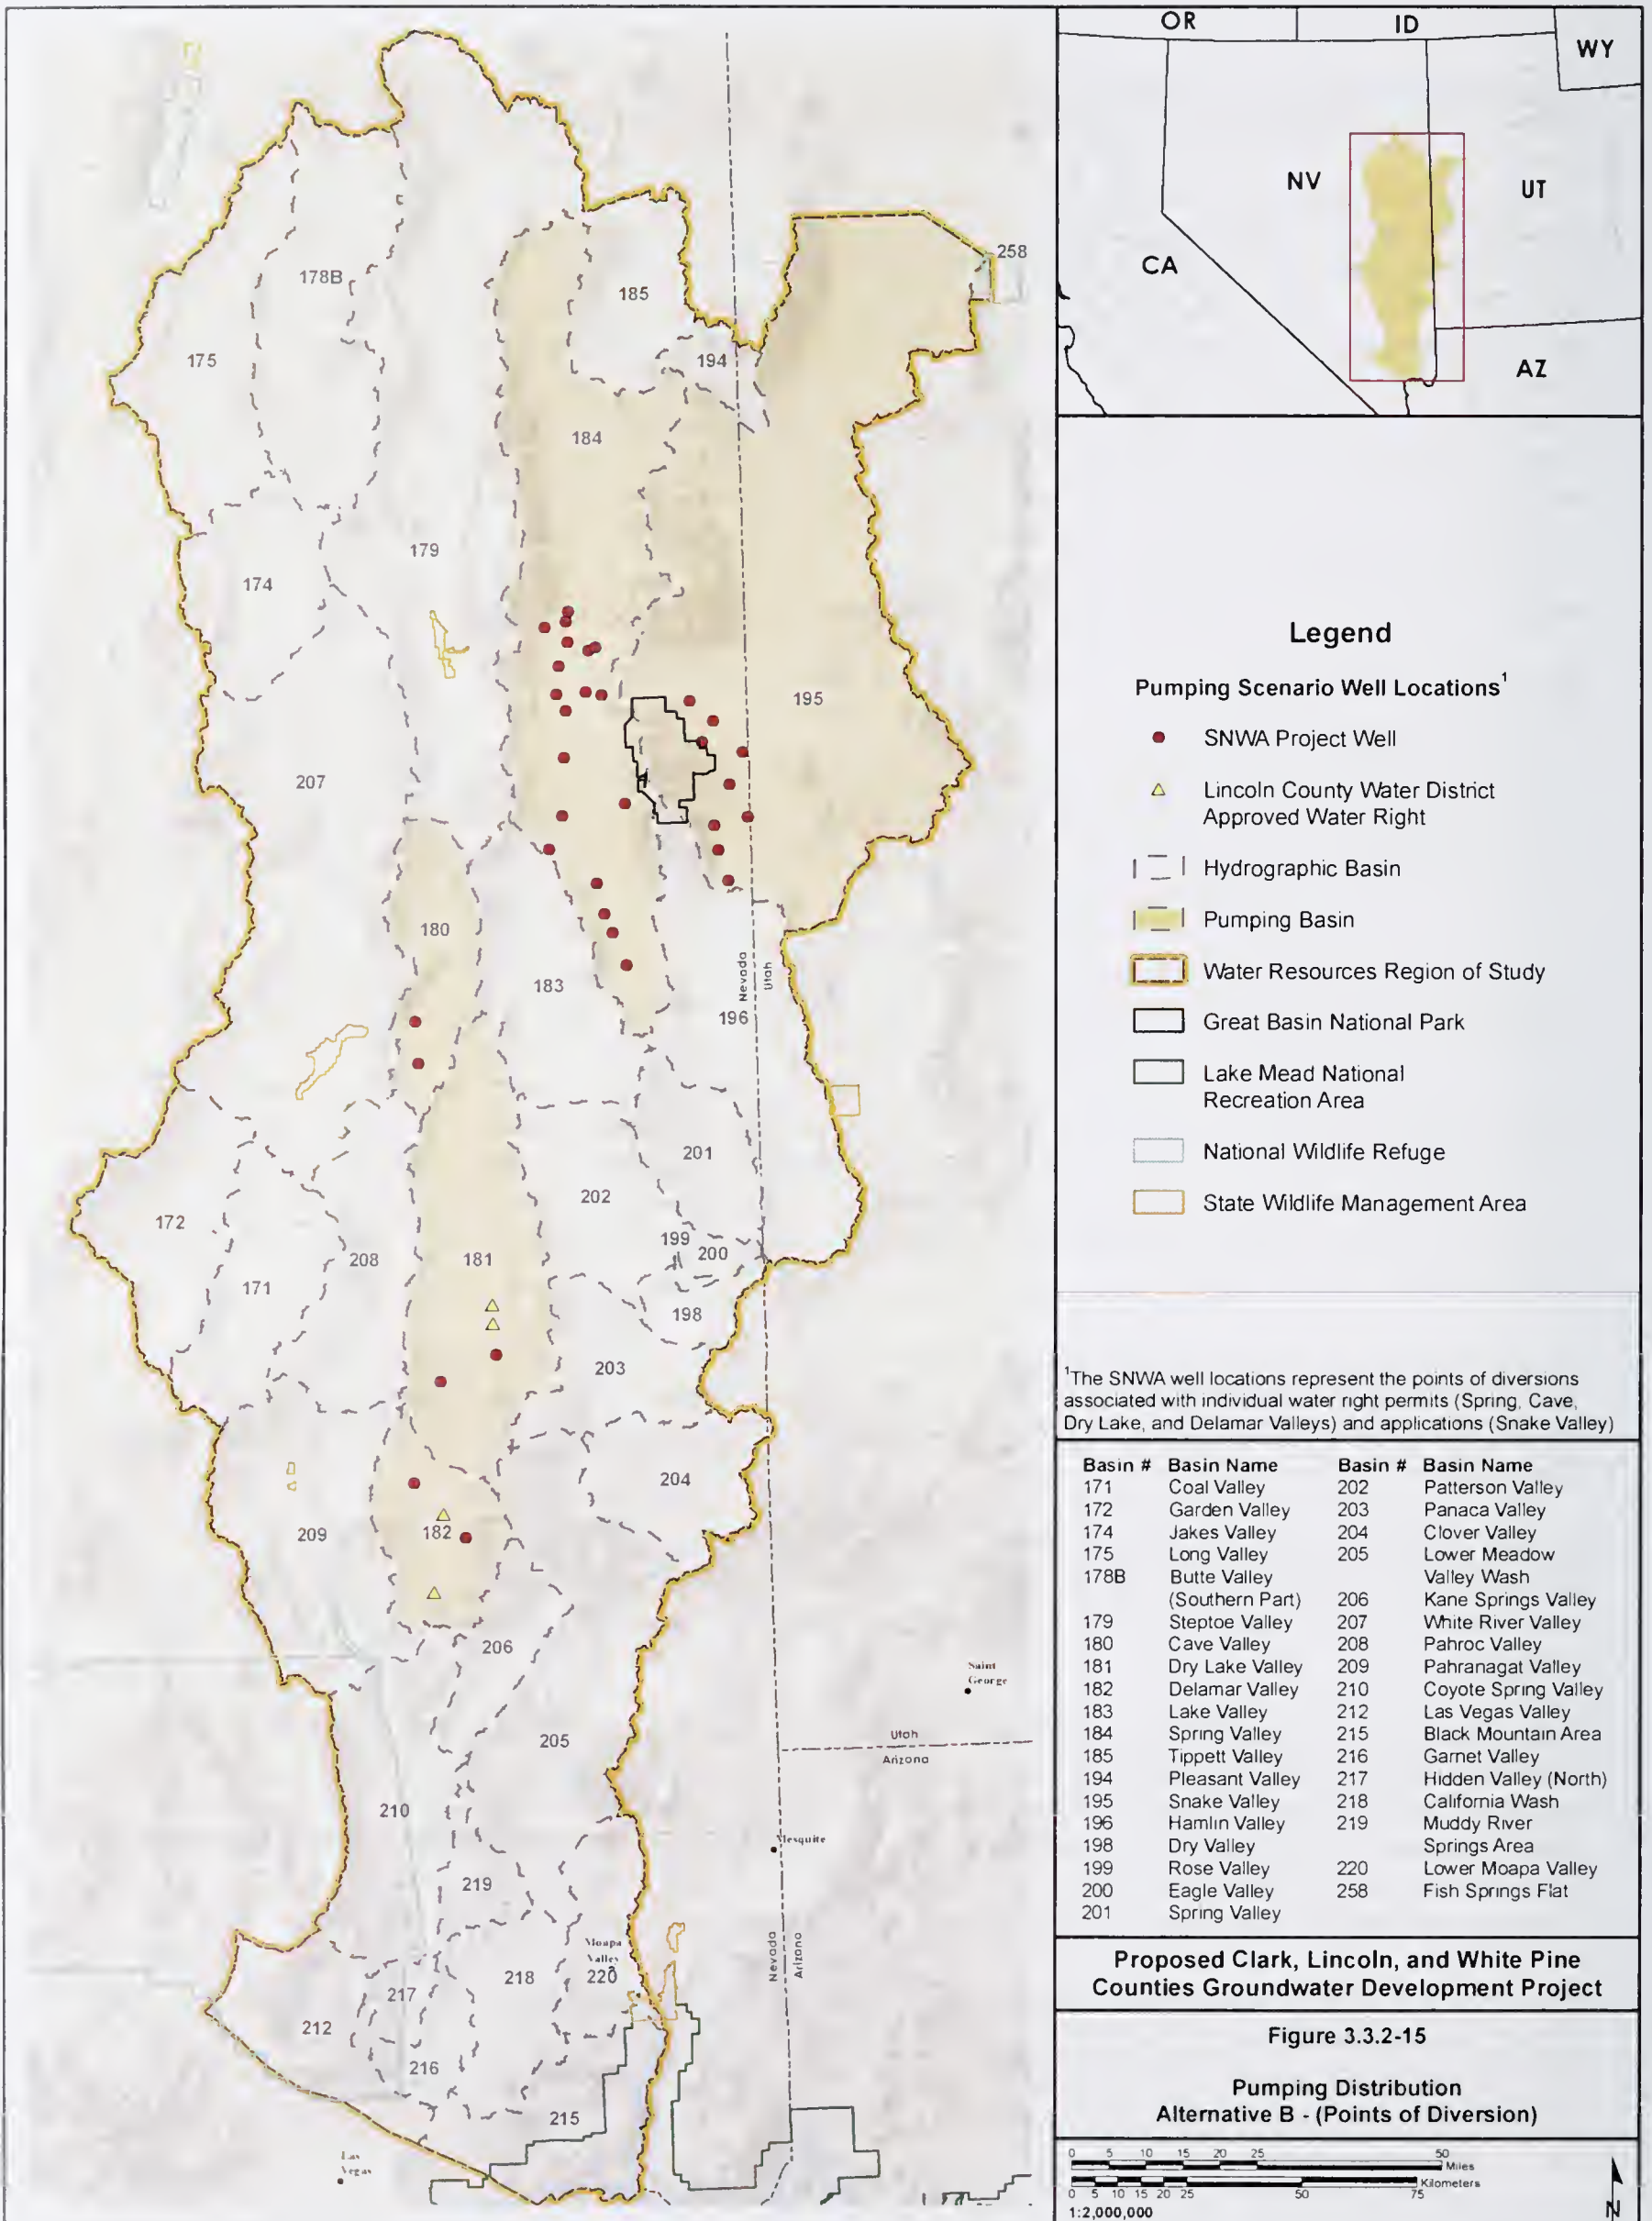 OR
ID
WY
NV
UT
CA
AZ
258
178B
185
175
194
184
179
174
195
207
180
183
Nevada
Utah
196
201
202
172
199
200
208
181
171
198
203
204
209
182
206
Saint
George
205
Utah
Arizona
210
Mesquite
219
Moapa
Valley
218
220
Nevada
Arizona
217
212
216
215
Las
Vegas
Legend
Pumping Scenario Well Locations1
SNWA Project Well
Lincoln County Water District
Approved Water Right
Hydrographic Basin
Pumping Basin
Water Resources Region of Study
Great Basin National Park
Lake Mead National
Recreation Area
National Wildlife Refuge
State Wildlife Management Area
1The SNWA well locations represent the points of diversions
associated with individual water right permits (Spring, Cave,
Dry Lake, and Delamar Valleys) and applications (Snake Valley)
Basin # Basin Name Basin # Basin Name
171 Coal Valley 202 Patterson Valley
172 Garden Valley 203 Panaca Valley
174 Jakes Valley 204 Clover Valley
175 Long Valley 205 Lower Meadow
178B Butte Valley Valley Wash
(Southern Part) 206 Kane Springs Valley
179 Steptoe Valley 207 White River Valley
180 Cave Valley 208 Pahroc Valley
181 Dry Lake Valley 209 Pahranagat Valley
182 Delamar Valley 210 Coyote Spring Valley
183 Lake Valley 212 Las Vegas Valley
184 Spring Valley 215 Black Mountain Area
185 Tippett Valley 216 Garnet Valley
194 Pleasant Valley 217 Hidden Valley (North)
195 Snake Valley 218 California Wash
196 Hamlin Valley 219 Muddy River
198 Dry Valley Springs Area
199 Rose Valley 220 Lower Moapa Valley
200 Eagle Valley 258 Fish Springs Flat
201 Spring Valley
Proposed Clark, Lincoln, and White Pine
Counties Groundwater Development Project
Figure 3.3.2-15
Pumping Distribution
Alternative B - (Points of Diversion)
0 5 10 15 20 25 50
Miles
Kilometers
0 5 10 15 20 25 50 75
1:2,000,000
N